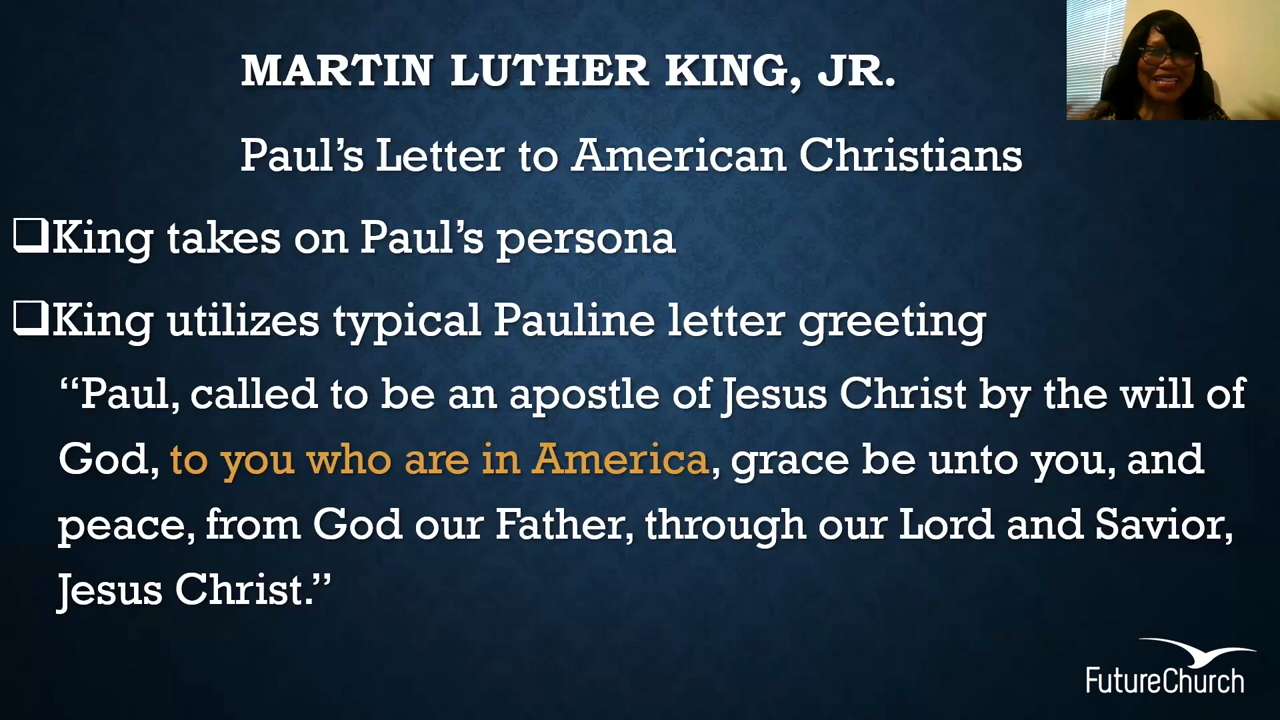 MARTIN LUTHER KING, JR.
Paul’s Letter to American Christians
❑King takes on Paul’s persona
❑King utilizes typical Pauline letter greeting
“Paul, called to be an apostle of Jesus Christ by the will of
God, to you who are in America, grace be unto you, and
peace, from God our Father, through our Lord and Savior,
Jesus Christ.”
FutureChurch